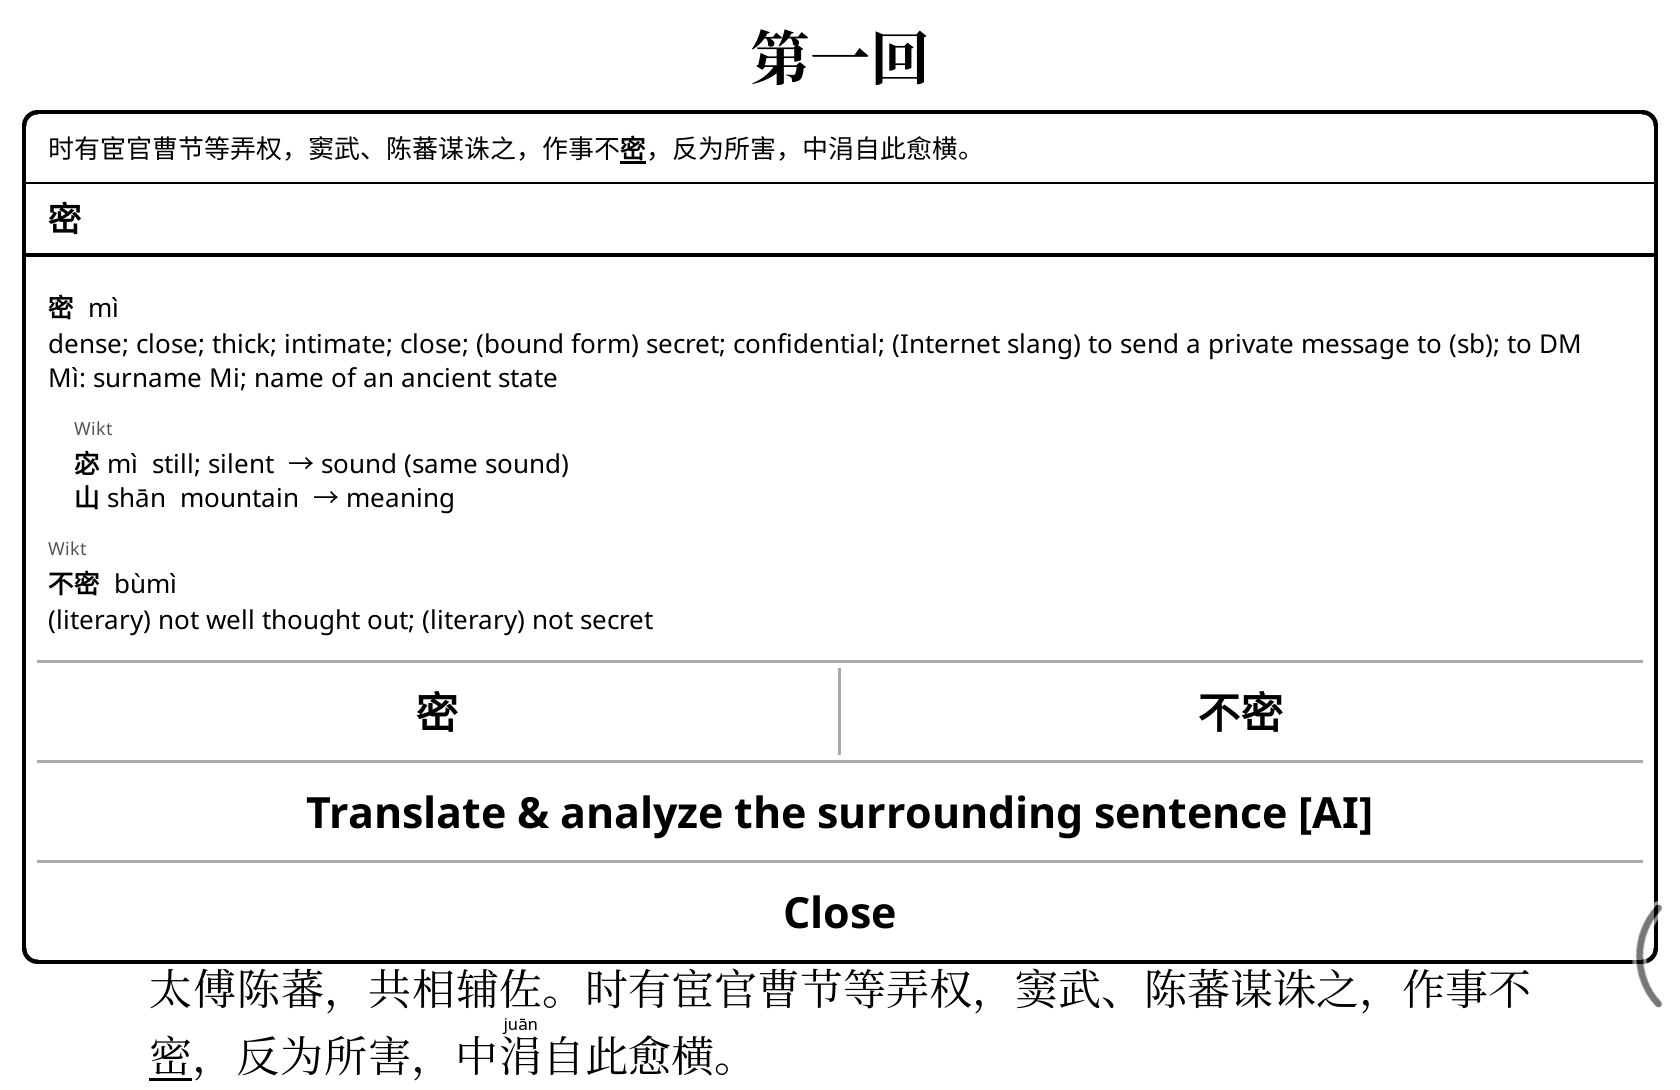 第一回
时有宦官曹节等弄权，窦武、陈蕃谋诛之，作事不密，反为所害，中涓自此愈横。
密
密 mì
dense; close; thick; intimate; close; (bound form) secret; confidential; (Internet slang) to send a private message to (sb); to DM
Mì: surname Mi; name of an ancient state
Wikt
宓 mì still; silent → sound (same sound)
山 shān mountain → meaning
Wikt
不密 bùmì
(literary) not well thought out; (literary) not secret
密 不密
Translate & analyze the surrounding sentence [AI]
Close
太傅陈蕃，共相辅佐。时有宦官曹节等弄权，窦武、陈蕃谋诛之，作事不
juān
密，反为所害，中涓自此愈横。